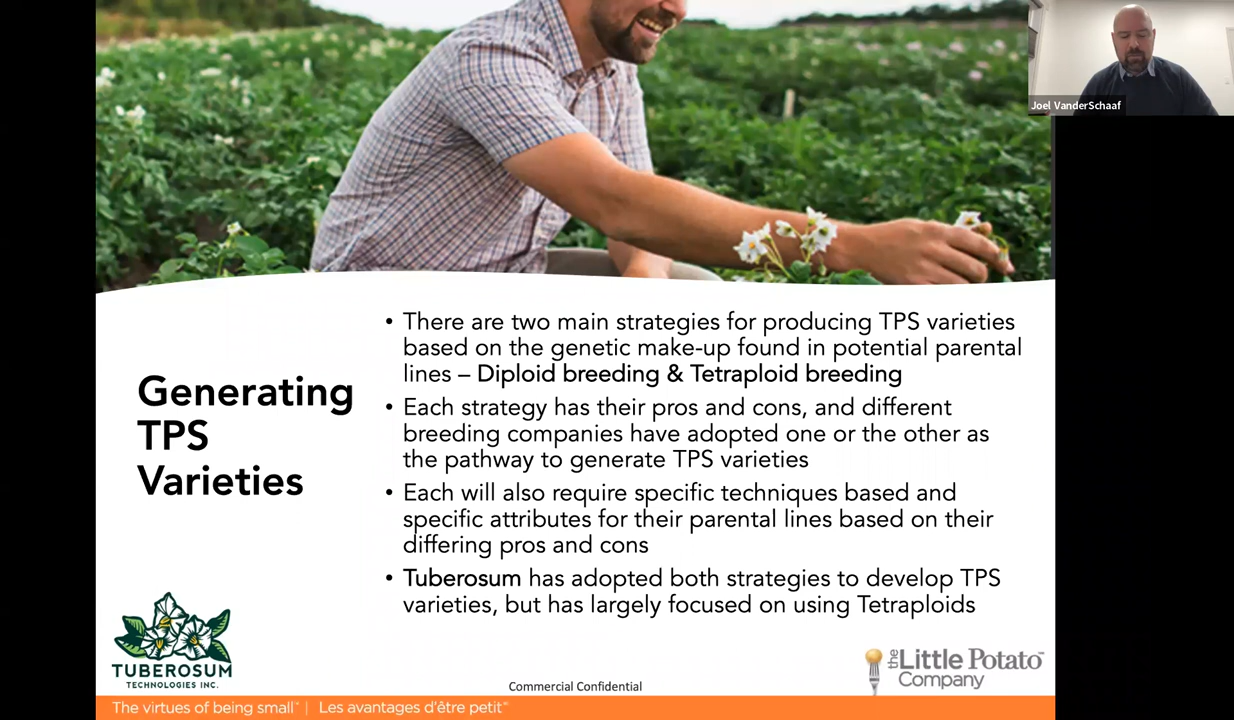 Joel VanderSchaaf
Generating
TPS
Varieties
• There are two main strategies for producing TPS varieties
based on the genetic make-up found in potential parental
lines – Diploid breeding & Tetraploid breeding
• Each strategy has their pros and cons, and different
breeding companies have adopted one or the other as
the pathway to generate TPS varieties
• Each will also require specific techniques based and
specific attributes for their parental lines based on their
differing pros and cons
• Tuberosum has adopted both strategies to develop TPS
varieties, but has largely focused on using Tetraploids
TUBEROSUM
TECHNOLOGIES INC.
the Little Potato™
Company
Commercial Confidential
The virtues of being small™ | Les avantages d'être petit™